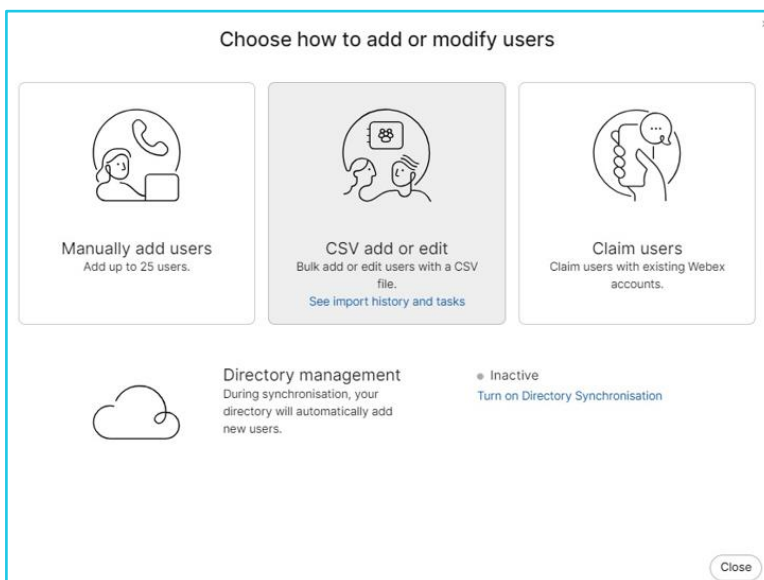 Choose how to add or modify users
Manually add users
Add up to 25 users.
CSV add or edit
Bulk add or edit users with a CSV
file.
See import history and tasks
Claim users
Claim users with existing Webex
accounts.
Directory management
During synchronisation, your
directory will automatically add
new users.
Inactive
Turn on Directory Synchronisation
Close